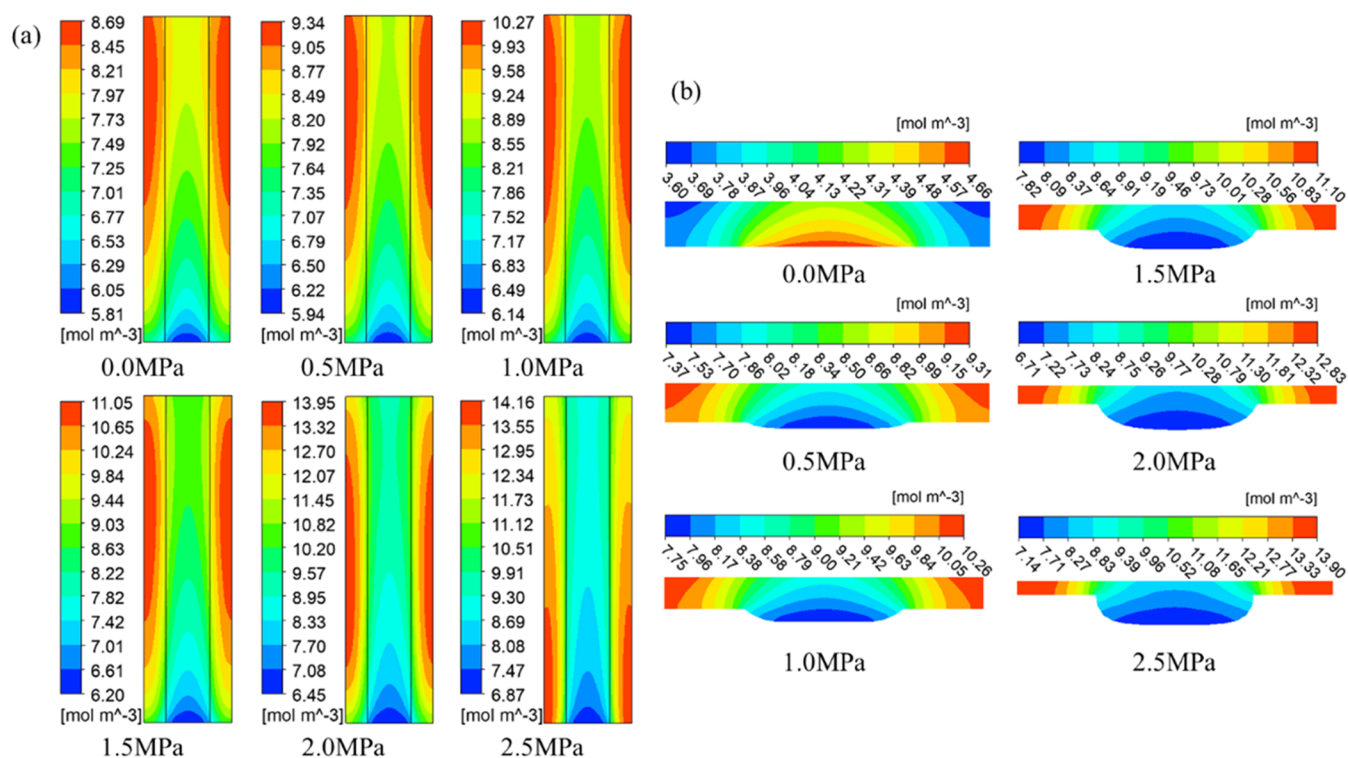 (a)
8.69
8.45
8.21
7.97
7.73
7.49
7.25
7.01
6.77
6.53
6.29
6.05
5.81
[mol m^-3]
0.0MPa
9.34
9.05
8.77
8.49
8.20
7.92
7.64
7.35
7.07
6.79
6.50
6.22
5.94
[mol m^-3]
0.5MPa
10.27
9.93
9.58
9.24
8.89
8.55
8.21
7.86
7.52
7.17
6.83
6.49
6.14
[mol m^-3]
1.0MPa
11.05
10.65
10.24
9.84
9.44
9.03
8.63
8.22
7.82
7.42
7.01
6.61
6.20
[mol m^-3]
1.5MPa
13.95
13.32
12.70
12.07
11.45
10.82
10.20
9.57
8.95
8.33
7.70
7.08
6.45
[mol m^-3]
2.0MPa
14.16
13.55
12.95
12.34
11.73
11.12
10.51
9.91
9.30
8.69
8.08
7.47
6.87
[mol m^-3]
2.5MPa
(b)
[mol m^-3]
3.60 3.69 3.78 3.87 3.96 4.04 4.13 4.22 4.31 4.39 4.48 4.57 4.66
0.0MPa
[mol m^-3]
7.82 8.09 8.37 8.64 8.91 9.19 9.46 9.73 10.01 10.28 10.56 10.83 11.10
1.5MPa
[mol m^-3]
7.37 7.53 7.70 7.86 8.02 8.18 8.34 8.50 8.66 8.82 8.99 9.15 9.31
0.5MPa
[mol m^-3]
6.71 7.22 7.73 8.24 8.75 9.26 9.77 10.28 10.79 11.30 11.81 12.32 12.83
2.0MPa
[mol m^-3]
7.75 7.96 8.17 8.38 8.58 8.79 9.00 9.21 9.42 9.63 9.84 10.05 10.26
1.0MPa
[mol m^-3]
7.14 7.71 8.27 8.83 9.39 9.96 10.52 11.08 11.65 12.21 12.77 13.33 13.90
2.5MPa